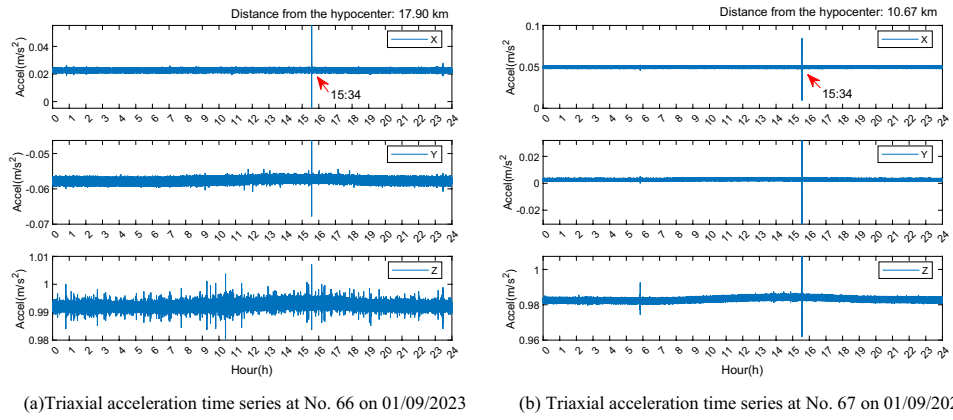 Distance from the hypocenter: 17.90 km
Accel(m/s²)
0.04
0.02
0
X
15:34
0 1 2 3 4 5 6 7 8 9 10 11 12 13 14 15 16 17 18 19 20 21 22 23 24
Accel(m/s²)
-0.05
-0.06
-0.07
Y
0 1 2 3 4 5 6 7 8 9 10 11 12 13 14 15 16 17 18 19 20 21 22 23 24
Accel(m/s²)
1.01
1
0.99
0.98
Z
0 1 2 3 4 5 6 7 8 9 10 11 12 13 14 15 16 17 18 19 20 21 22 23 24
Hour(h)
(a)Triaxial acceleration time series at No. 66 on 01/09/2023
Distance from the hypocenter: 10.67 km
Accel(m/s²)
0.1
0.05
0
X
15:34
0 1 2 3 4 5 6 7 8 9 10 11 12 13 14 15 16 17 18 19 20 21 22 23 24
Accel(m/s²)
0.02
0
-0.02
Y
0 1 2 3 4 5 6 7 8 9 10 11 12 13 14 15 16 17 18 19 20 21 22 23 24
Accel(m/s²)
1
0.98
0.96
Z
0 1 2 3 4 5 6 7 8 9 10 11 12 13 14 15 16 17 18 19 20 21 22 23 24
Hour(h)
(b) Triaxial acceleration time series at No. 67 on 01/09/202